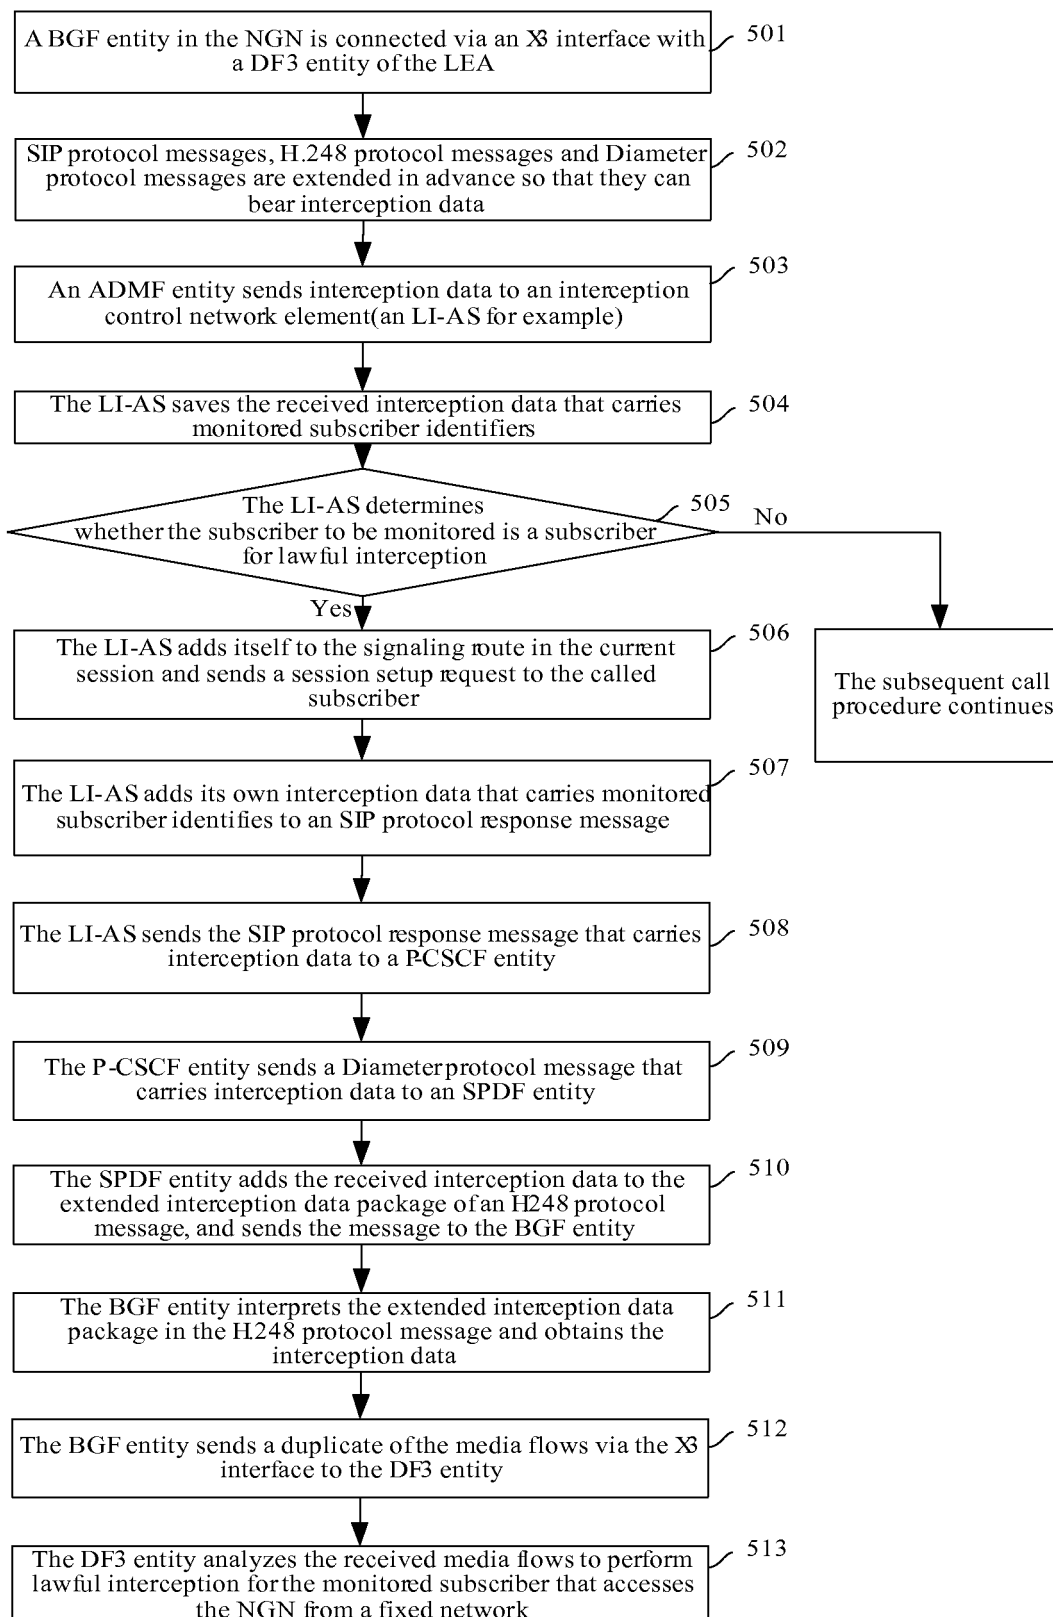 A BGF entity in the NGN is connected via an X3 interface with
a DF3 entity of the LEA
501
SIP protocol messages, H.248 protocol messages and Diameter
protocol messages are extended in advance so that they can
bear interception data
502
An ADMF entity sends interception data to an interception
control network element(an LI-AS for example)
503
The LI-AS saves the received interception data that carries
monitored subscriber identifiers
504
The LI-AS determines
whether the subscriber to be monitored is a subscriber
for lawful interception
505
No
Yes
The LI-AS adds itself to the signaling route in the current
session and sends a session setup request to the called
subscriber
506
The subsequent call
procedure continues
The LI-AS adds its own interception data that carries monitored
subscriber identifies to an SIP protocol response message
507
The LI-AS sends the SIP protocol response message that carries
interception data to a P-CSCF entity
508
The P-CSCF entity sends a Diameter protocol message that
carries interception data to an SPDF entity
509
The SPDF entity adds the received interception data to the
extended interception data package of an H248 protocol
message, and sends the message to the BGF entity
510
The BGF entity interprets the extended interception data
package in the H.248 protocol message and obtains the
interception data
511
The BGF entity sends a duplicate of the media flows via the X3
interface to the DF3 entity
512
The DF3 entity analyzes the received media flows to perform
lawful interception for the monitored subscriber that accesses
the NGN from a fixed network
513